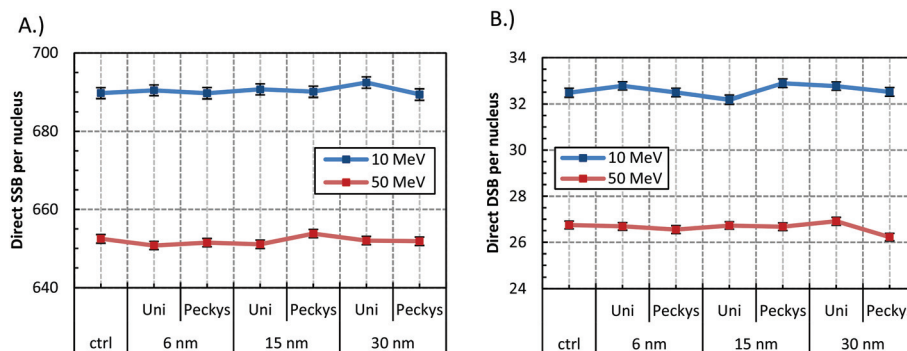 A.)
Direct SSB per nucleus
700
680
660
640
10 MeV
50 MeV
Uni Peckys Uni Peckys Uni Peckys
ctrl 6 nm 15 nm 30 nm
B.)
Direct DSB per nucleus
34
32
30
28
26
24
10 MeV
50 MeV
Uni Peckys Uni Peckys Uni Peckys
ctrl 6 nm 15 nm 30 nm